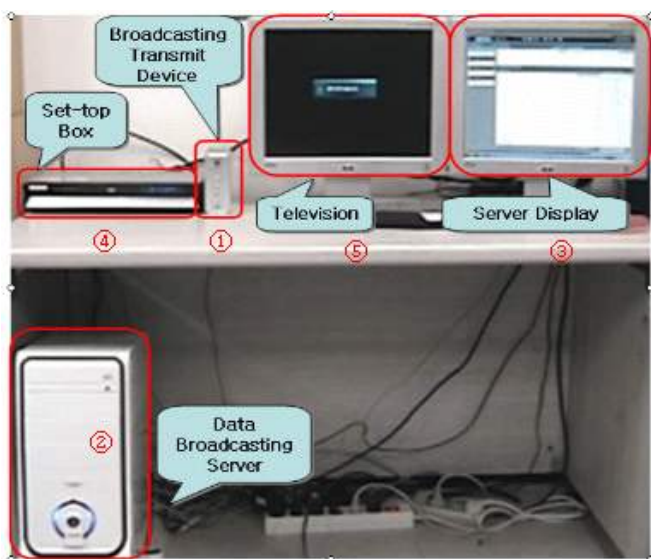 Broadcasting
Transmit
Device
Set-top
Box
Television
Server Display
④
①
⑤
③
②
Data
Broadcasting
Server